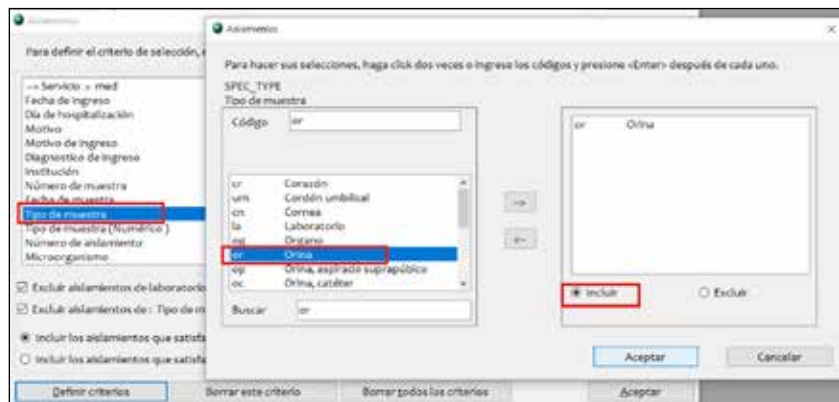 Aislamientos
Para definir el criterio de selección,
--> Servicio = med
Fecha de ingreso
Día de hospitalización
Motivo
Motivo de ingreso
Diagnostico de ingreso
Institución
Número de muestra
Fecha de muestra
Tipo de muestra
Tipo de muestra (Numérico )
Número de aislamiento
Microorganismo
Excluir aislamientos de laboratorio
Excluir aislamientos de : Tipo de m
Incluir los aislamientos que satisfa
Incluir los aislamientos que satisfa
Definir criterios
Borrar este criterio
Borrar todos los criterios
Aceptar
Aislamientos
Para hacer sus selecciones, haga click dos veces o ingrese los códigos y presione <Enter> después de cada uno.
SPEC_TYPE
Tipo de muestra
Código or
cr Corazón
um Cordón umbilical
cn Cornea
la Laboratorio
Organo
or Orina
op Orina, aspirado suprapúbico
oc Orina, catéter
Buscar or
-->
<--
or Orina
Incluir
Excluir
Aceptar
Cancelar